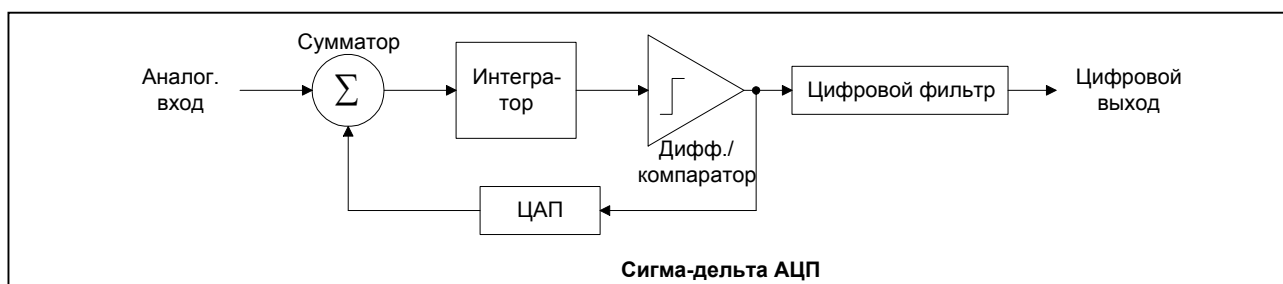 Сумматор
Аналог.
вход
Σ
Интегра-
тор
Дифф./
компаратор
Цифровой фильтр
Цифровой
выход
ЦАП
Сигма-дельта АЦП